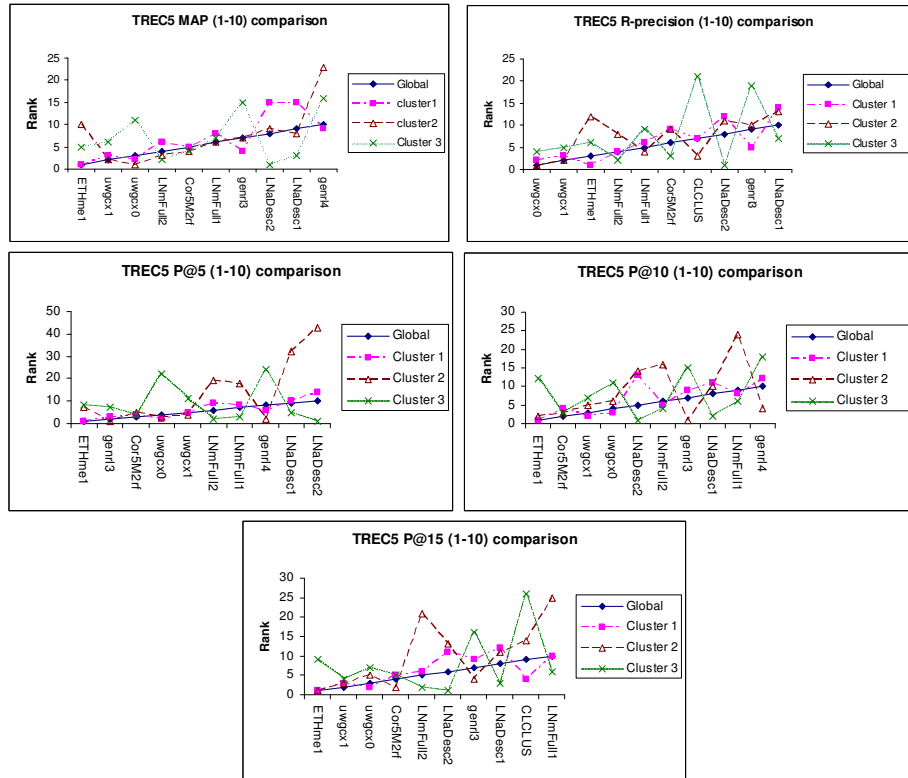 TREC5 MAP (1-10) comparison
25
20
15
10
5
0
Rank
ETHme1
uwgcx1
uwgcx0
LNmFull2
Cor5M2rf
LNmFull1
genrl3
LNaDesc2
LNaDesc1
genrl4
Global
cluster1
cluster2
Cluster 3
TREC5 R-precision (1-10) comparison
25
20
15
10
5
0
Rank
uwgcx0
uwgcx1
ETHme1
LNmFull2
LNmFull1
Cor5M2rf
CLCLUS
LNaDesc2
genrl3
LNaDesc1
Global
Cluster 1
Cluster 2
Cluster 3
TREC5 P@5 (1-10) comparison
50
40
30
20
10
0
Rank
ETHme1
genrl3
Cor5M2rf
uwgcx0
uwgcx1
LNmFull2
LNmFull1
genrl4
LNaDesc1
LNaDesc2
Global
Cluster 1
Cluster 2
Cluster 3
TREC5 P@10 (1-10) comparison
30
25
20
15
10
5
0
Rank
ETHme1
Cor5M2rf
uwgcx1
uwgcx0
LNaDesc2
LNmFull2
genrl3
LNaDesc1
LNmFull1
genrl4
Global
Cluster 1
Cluster 2
Cluster 3
TREC5 P@15 (1-10) comparison
30
25
20
15
10
5
0
Rank
ETHme1
uwgcx1
uwgcx0
Cor5M2rf
LNmFull2
LNaDesc2
genrl3
LNaDesc1
CLCLUS
LNmFull1
Global
Cluster 1
Cluster 2
Cluster 3